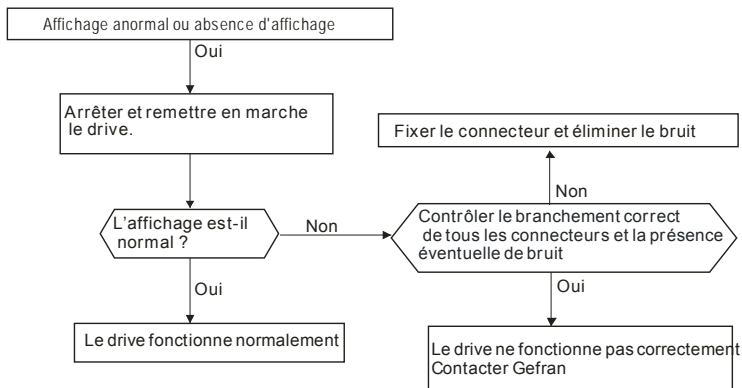 Affichage anormal ou absence d'affichage
Oui
Arrêter et remettre en marche
le drive.
Fixer le connecteur et éliminer le bruit
Non
L'affichage est-il
normal ?
Non
Contrôler le branchement correct
de tous les connecteurs et la présence
éventuelle de bruit
Oui
Oui
Le drive fonctionne normalement
Le drive ne fonctionne pas correctement
Contacter Gefran